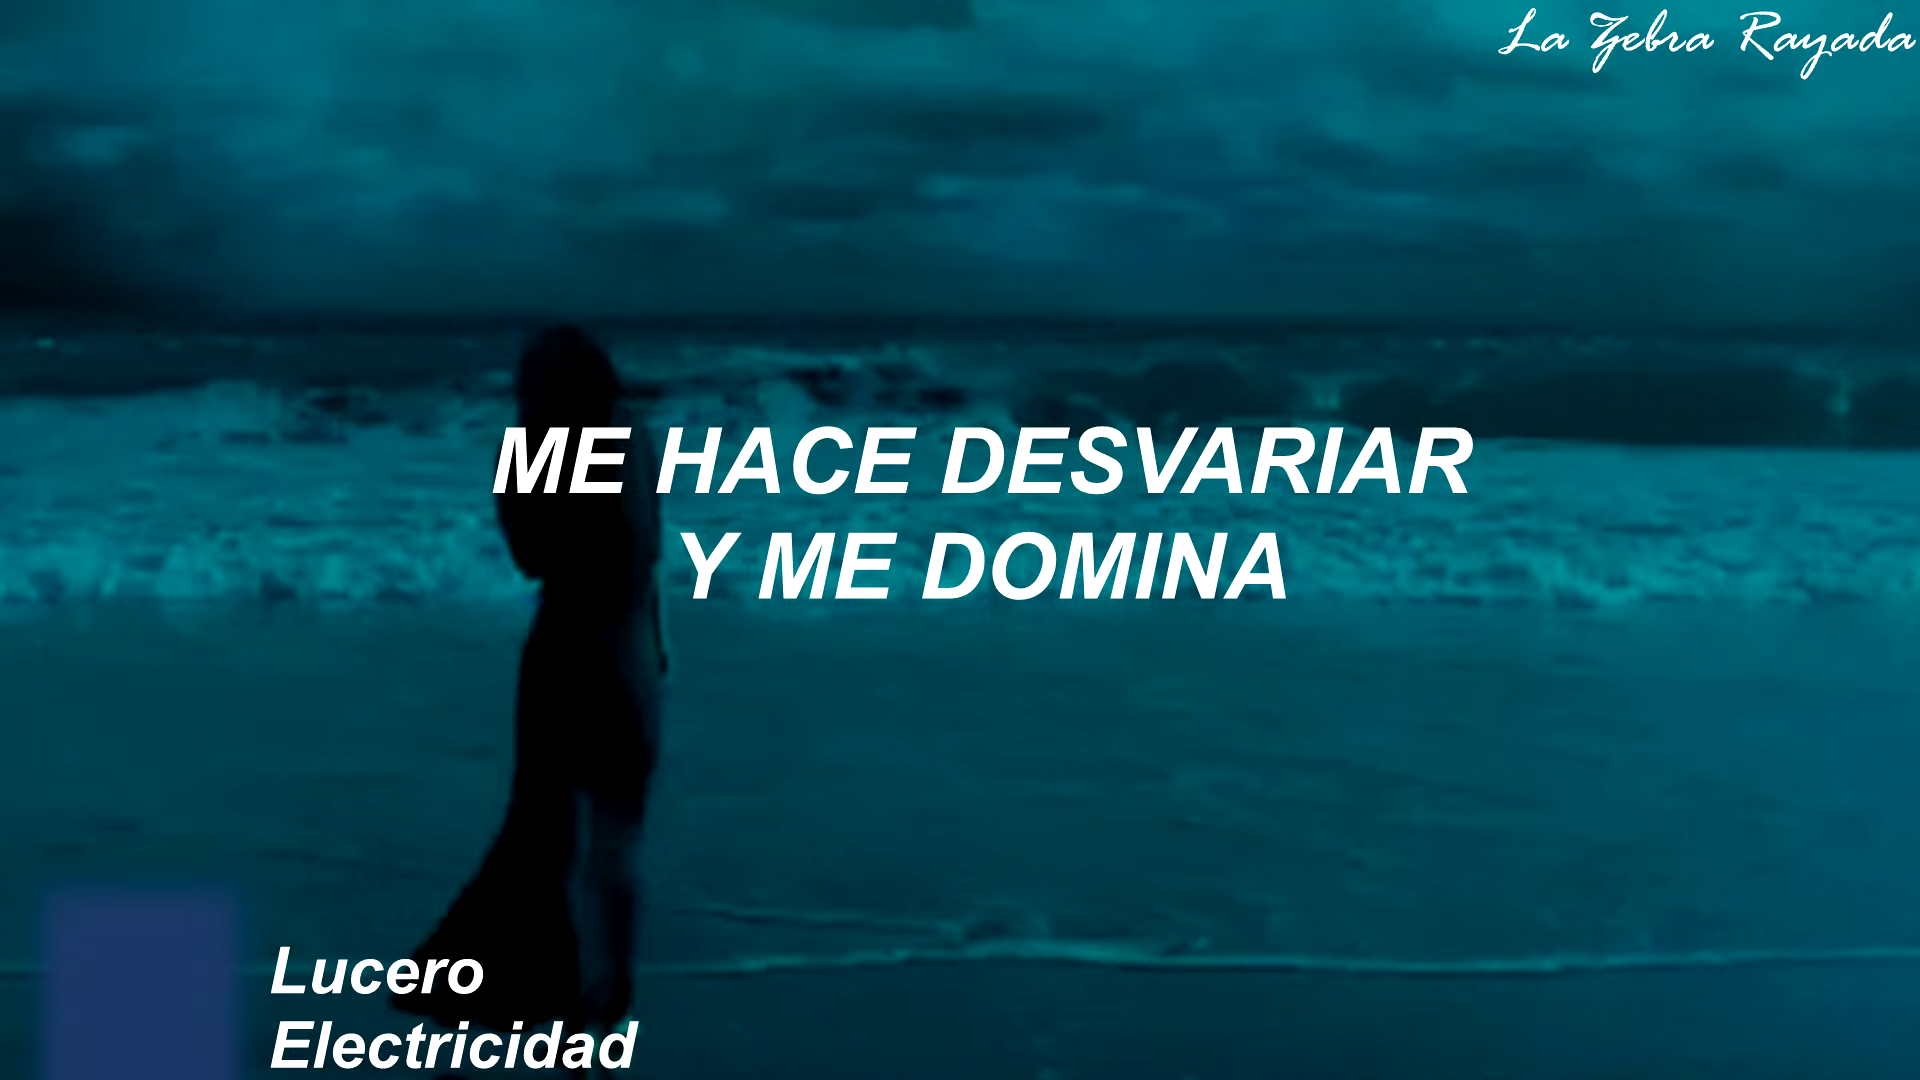 La Zebra Rayada
ME HACE DESVARIAR
Y ME DOMINA
Lucero
Electricidad